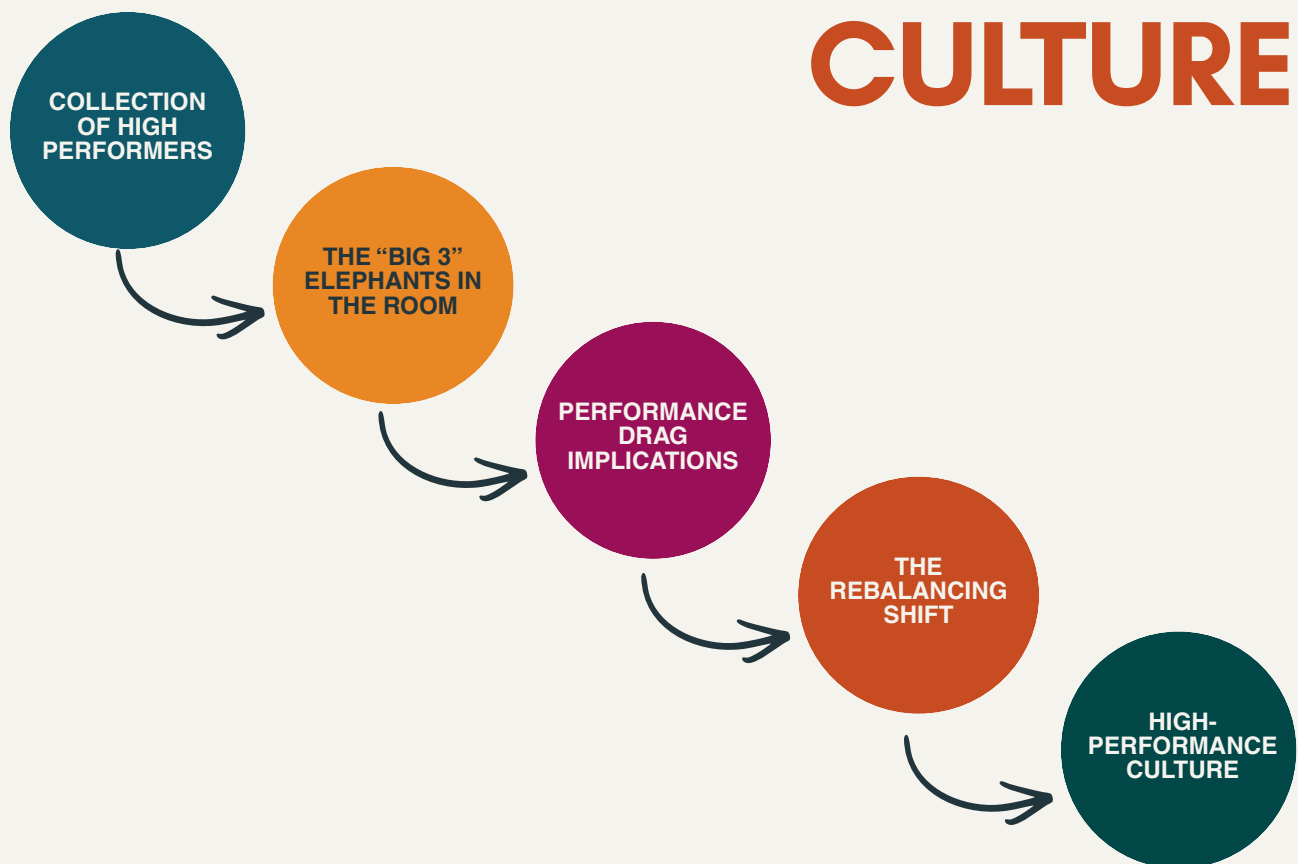 CULTURE
COLLECTION
OF HIGH
PERFORMERS
THE “BIG 3”
ELEPHANTS IN
THE ROOM
PERFORMANCE
DRAG
IMPLICATIONS
THE
REBALANCING
SHIFT
HIGH-
PERFORMANCE
CULTURE